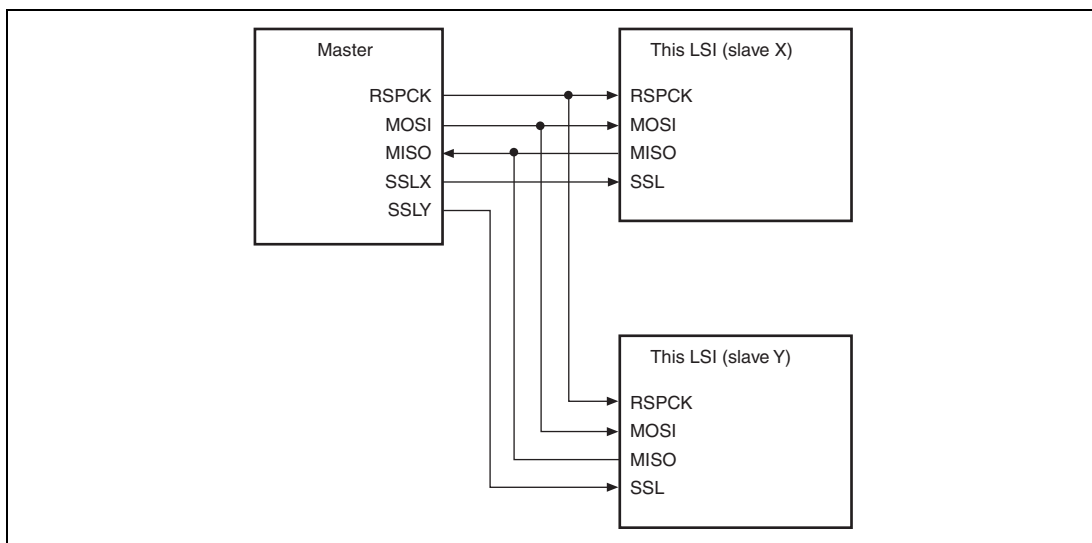 Master
RSPCK
MOSI
MISO
SSLX
SSLY
This LSI (slave X)
RSPCK
MOSI
MISO
SSL
This LSI (slave Y)
RSPCK
MOSI
MISO
SSL